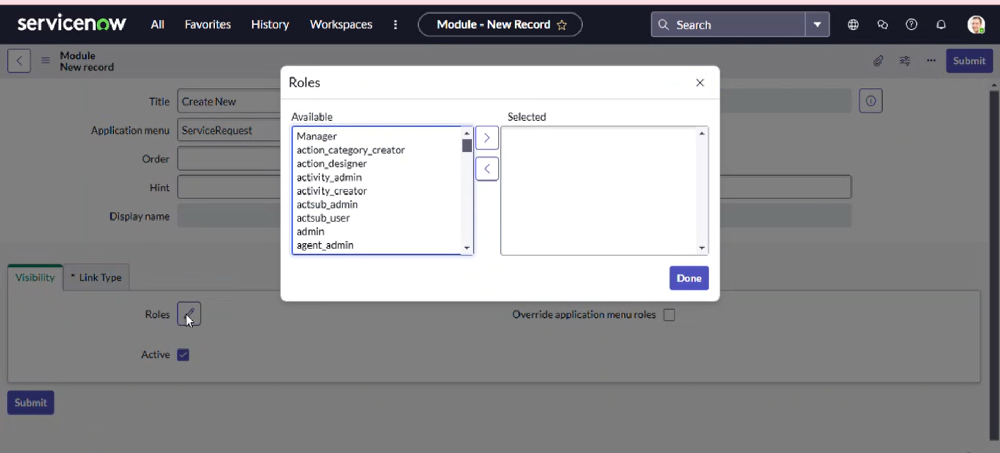 servicenow All Favorites History Workspaces Module - New Record Search
Module
New record
Submit
Title Create New
Application menu ServiceRequest
Order
Hint
Display name
Roles
Available Selected
Manager
action_category_creator
action_designer
activity_admin
activity_creator
actsub_admin
actsub_user
admin
agent_admin
Done
Visibility * Link Type
Roles Override application menu roles
Active
Submit